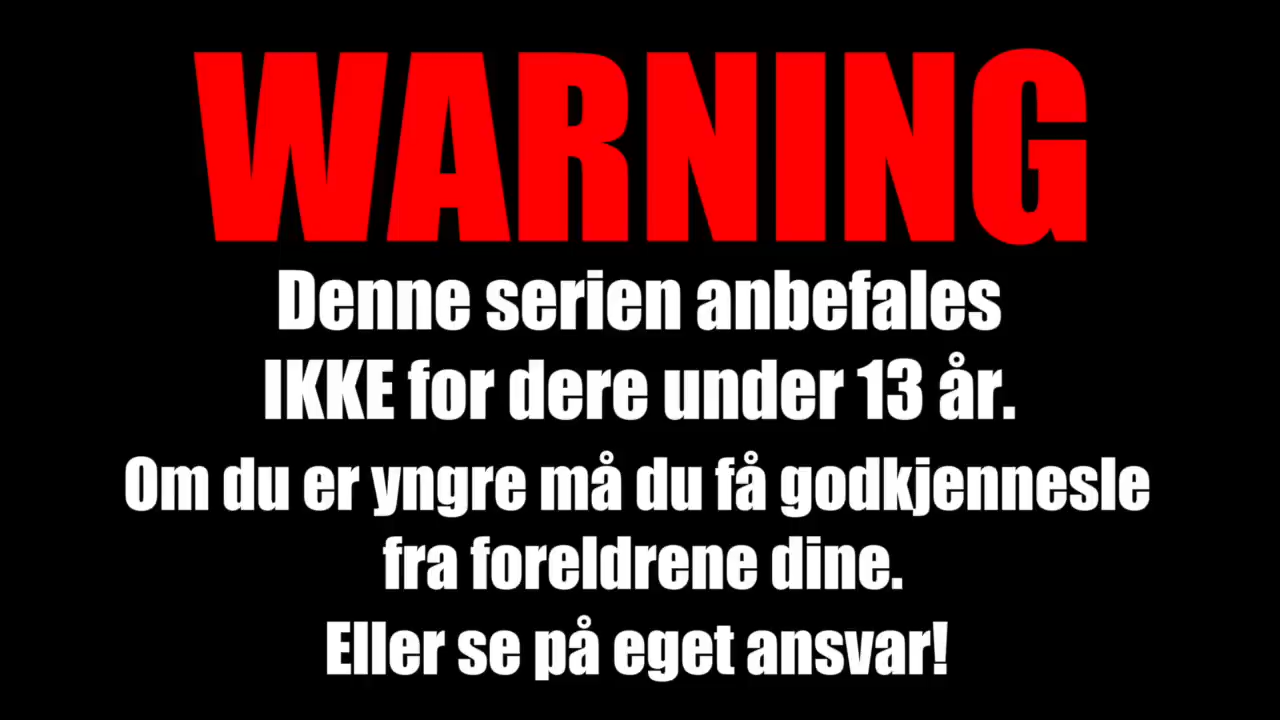 WARNING
Denne serien anbefales
IKKE for dere under 13 år.
Om du er yngre må du få godkjennesle
fra foreldrene dine.
Eller se på eget ansvar!